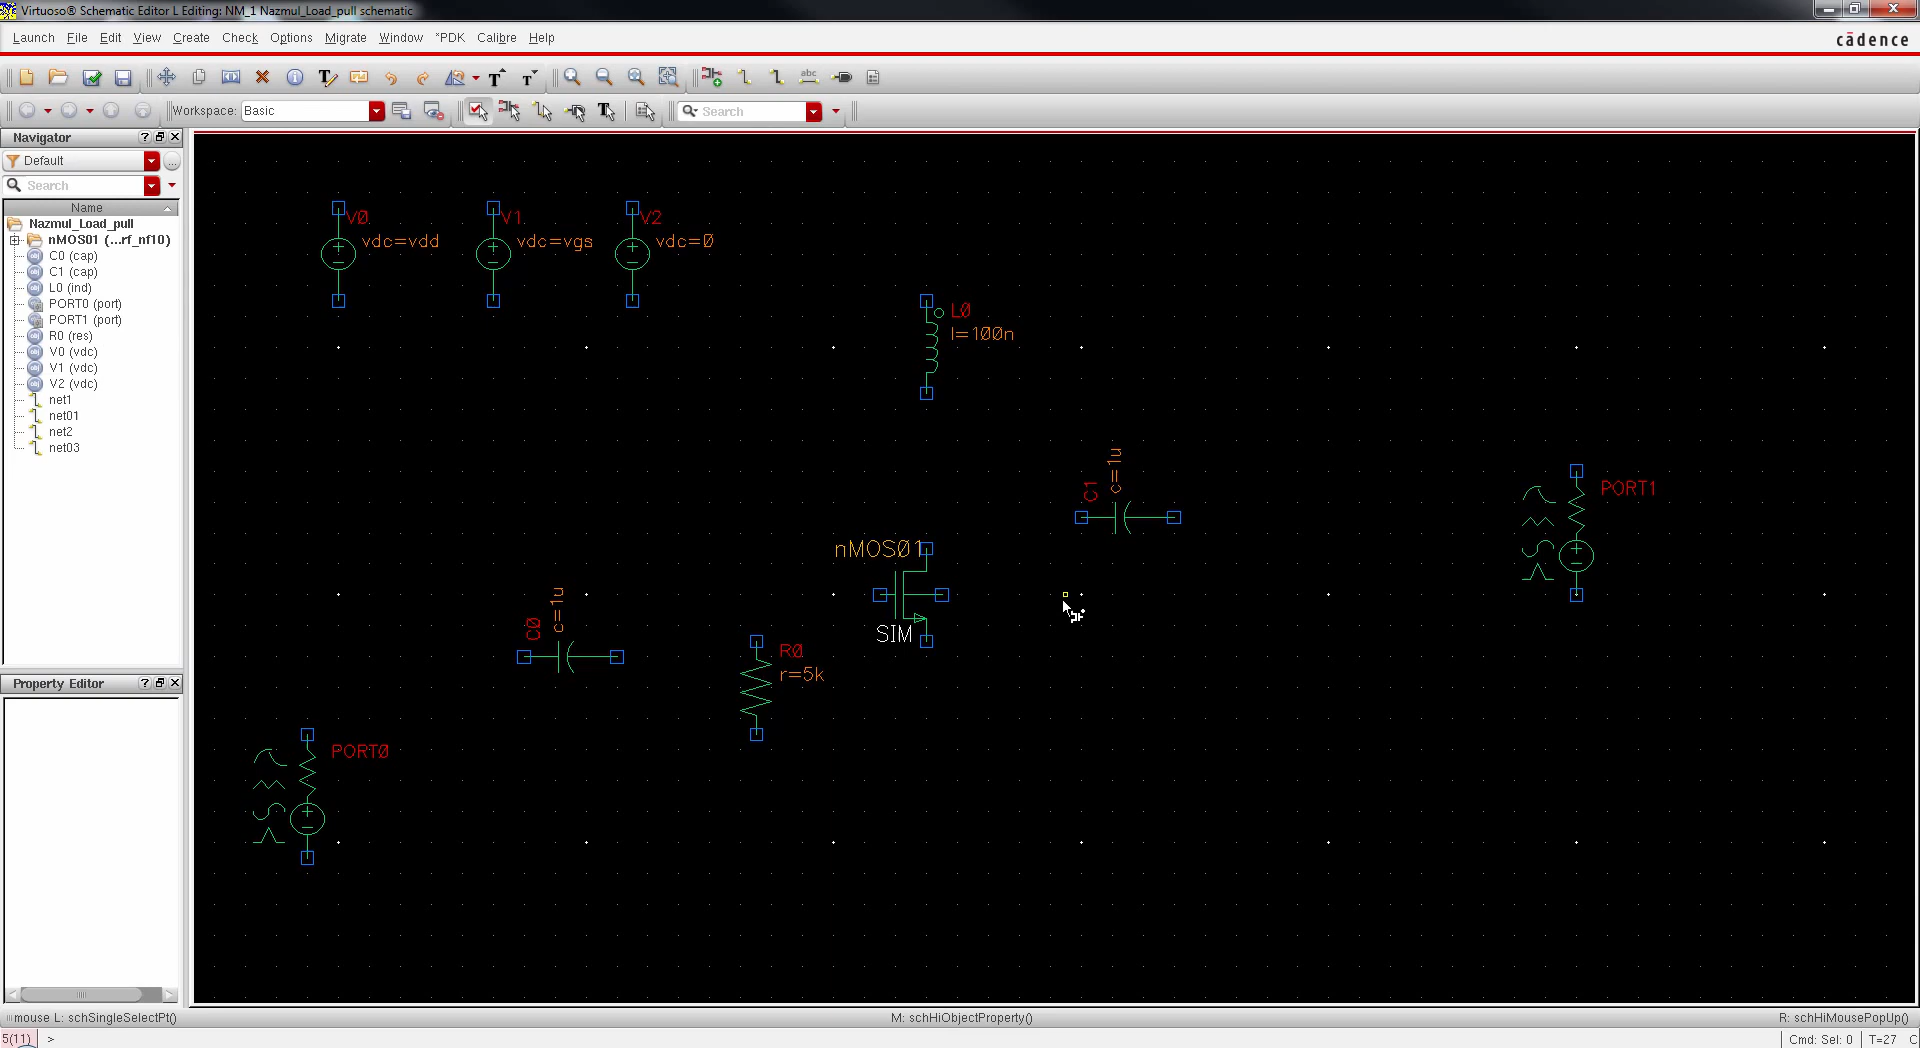 Virtuoso® Schematic Editor L Editing: NM_1 Nazmul_Load_pull schematic
Launch File Edit View Create Check Options Migrate Window *PDK Calibre Help
cādence
Workspace: Basic
Search
Navigator
Default
Search
Name
Nazmul_Load_pull
nMOS01 (...rf_nf10)
C0 (cap)
C1 (cap)
L0 (ind)
PORT0 (port)
PORT1 (port)
R0 (res)
V0 (vdc)
V1 (vdc)
V2 (vdc)
net1
net01
net2
net03
Property Editor
V0
vdc=vdd
V1
vdc=vgs
V2
vdc=0
L0
l=100n
C1
c=1u
PORT1
nMOS01
SIM
C0
c=1u
R0
r=5k
PORT0
mouse L: schSingleSelectPt()
M: schHiObjectProperty()
R: schHiMousePopUp()
5(11) >
Cmd: Sel: 0
T=27 C